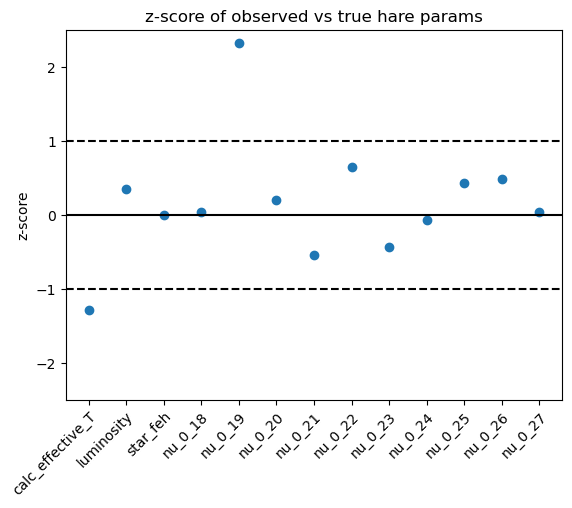 z-score of observed vs true hare params
z-score
2
1
0
−1
−2
calc_effective_T
luminosity
star_feh
nu_0_18
nu_0_19
nu_0_20
nu_0_21
nu_0_22
nu_0_23
nu_0_24
nu_0_25
nu_0_26
nu_0_27